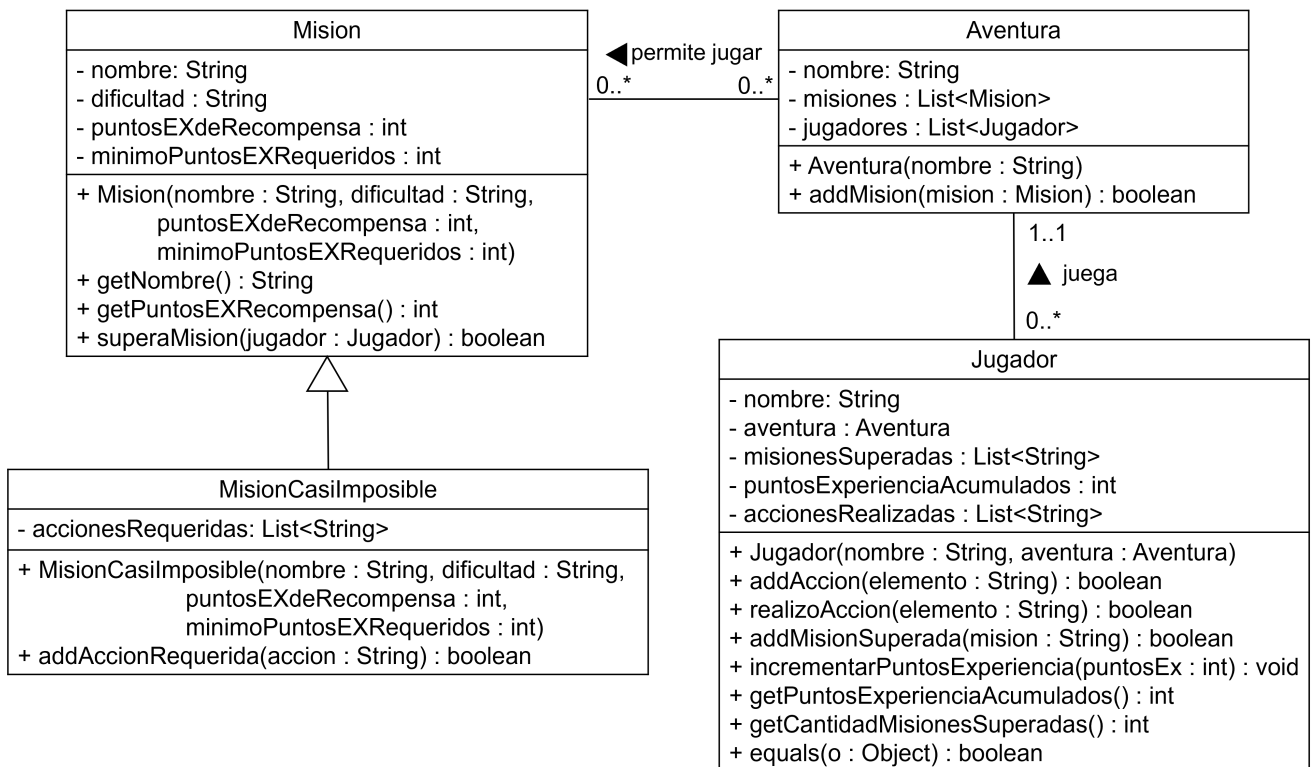 Mision
- nombre: String
- dificultad : String
- puntosEXdeRecompensa : int
- minimoPuntosEXRequeridos : int
+ Mision(nombre : String, dificultad : String,
puntosEXdeRecompensa : int,
minimoPuntosEXRequeridos : int)
+ getNombre() : String
+ getPuntosEXRecompensa() : int
+ superaMision(jugador : Jugador) : boolean
permite jugar
0..*
0..*
Aventura
- nombre: String
- misiones : List<Mision>
- jugadores : List<Jugador>
+ Aventura(nombre : String)
+ addMision(mision : Mision) : boolean
1..1
juega
0..*
MisionCasiImposible
- accionesRequeridas: List<String>
+ MisionCasiImposible(nombre : String, dificultad : String,
puntosEXdeRecompensa : int,
minimoPuntosEXRequeridos : int)
+ addAccionRequerida(accion : String) : boolean
Jugador
- nombre: String
- aventura : Aventura
- misionesSuperadas : List<String>
- puntosExperienciaAcumulados : int
- accionesRealizadas : List<String>
+ Jugador(nombre : String, aventura : Aventura)
+ addAccion(elemento : String) : boolean
+ realizoAccion(elemento : String) : boolean
+ addMisionSuperada(mision : String) : boolean
+ incrementarPuntosExperiencia(puntosEx : int) : void
+ getPuntosExperienciaAcumulados() : int
+ getCantidadMisionesSuperadas() : int
+ equals(o : Object) : boolean